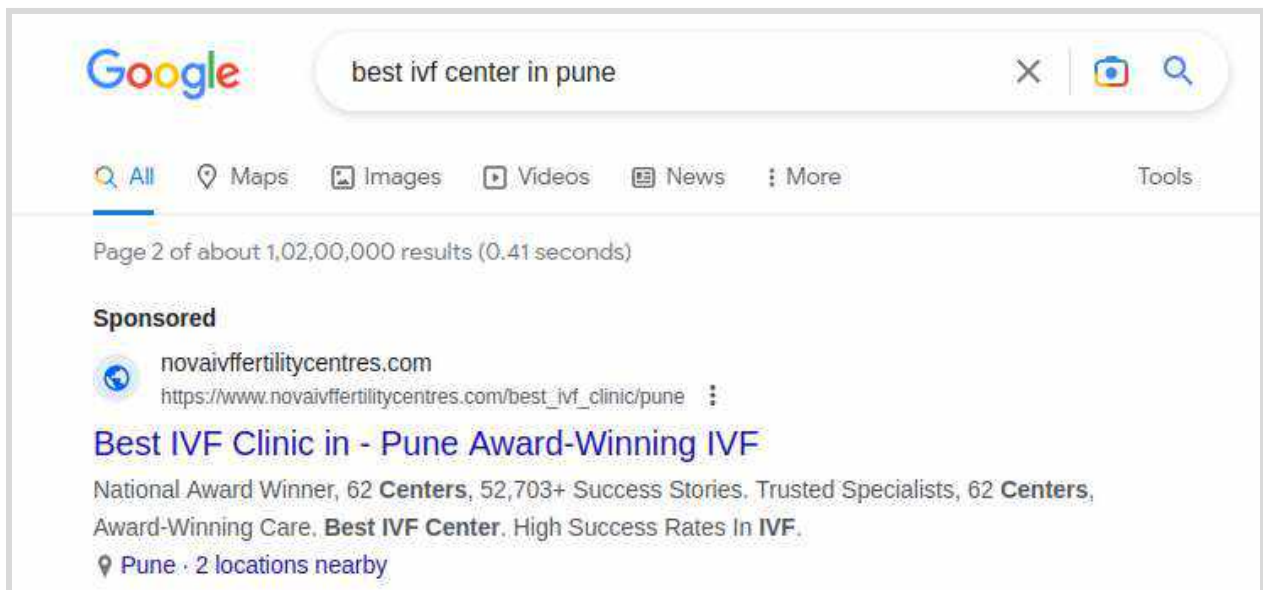 Google best ivf center in pune
All Maps Images Videos News More Tools
Page 2 of about 1,02,00,000 results (0.41 seconds)
Sponsored
novaivffertilitycentres.com
https://www.novaivffertilitycentres.com/best_ivf_clinic/pune
Best IVF Clinic in - Pune Award-Winning IVF
National Award Winner, 62 Centers, 52,703+ Success Stories. Trusted Specialists, 62 Centers,
Award-Winning Care. Best IVF Center. High Success Rates In IVF.
Pune · 2 locations nearby